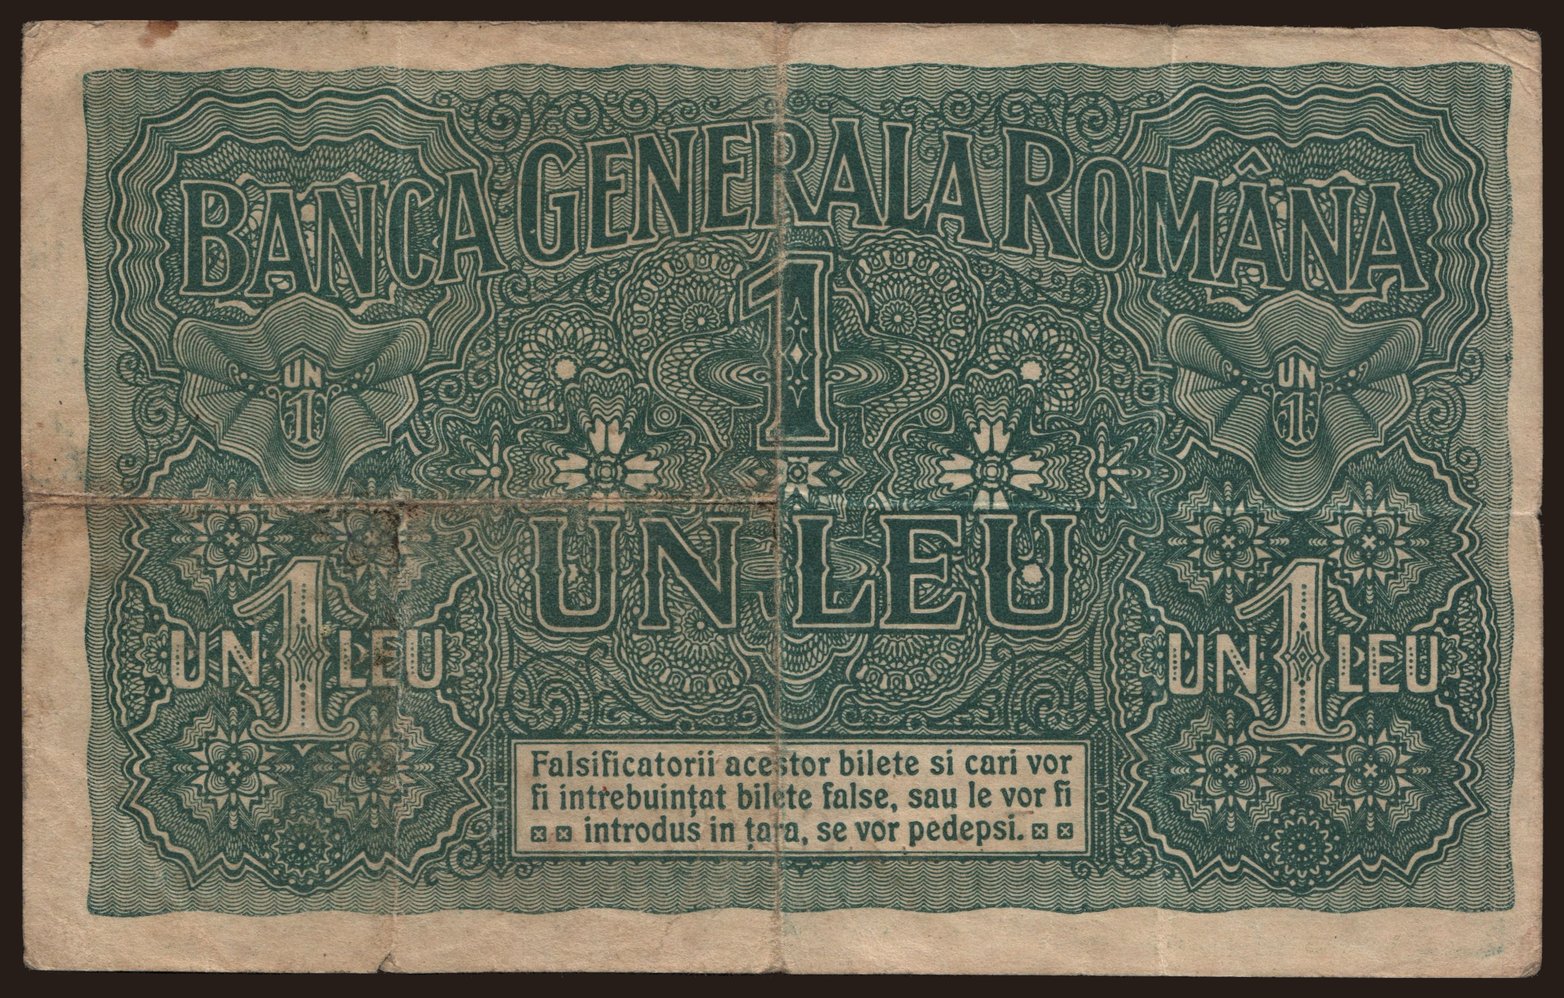 BANCA GENERALA ROMÂNA
1
UN
1
UN
1
UN LEU
UN 1 LEU
UN 1 LEU
Falsificatorii acestor bilete si cari vor
fi intrebuințat bilete false, sau le vor fi
introdus in țara, se vor pedepsi.